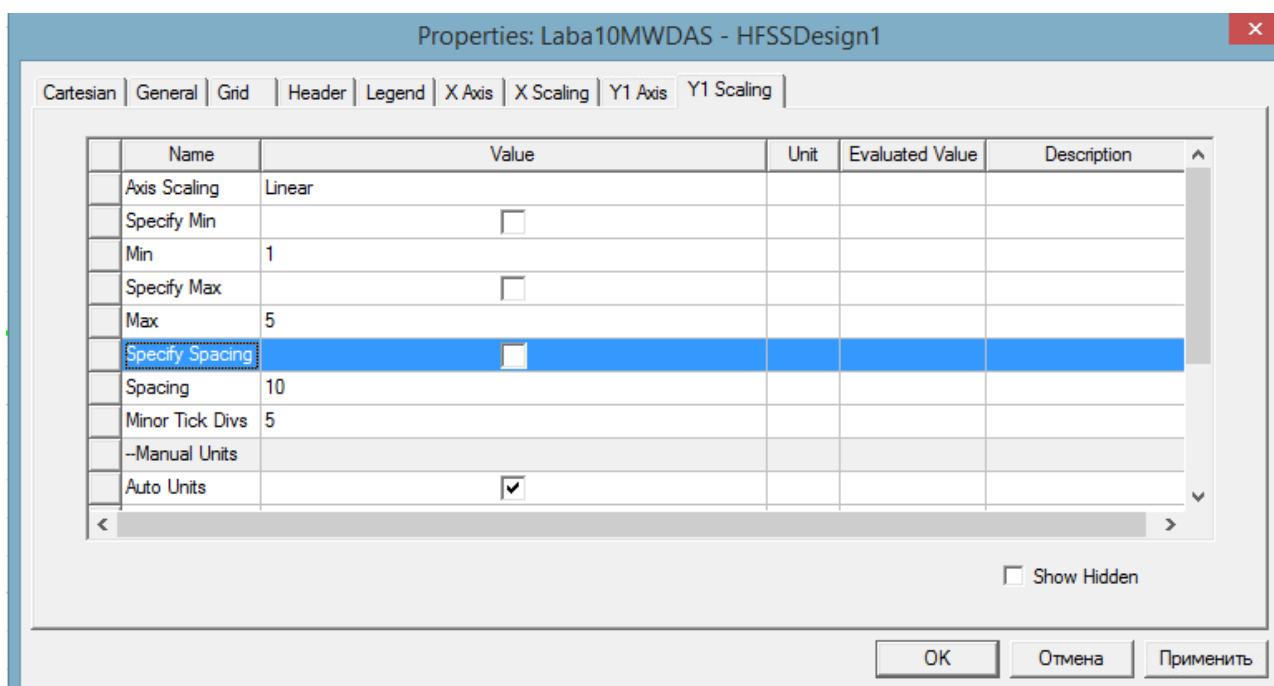 Properties: Laba10MWDAS - HFSSDesign1
Cartesian General Grid Header Legend X Axis X Scaling Y1 Axis Y1 Scaling
Name Value Unit Evaluated Value Description
Axis Scaling Linear
Specify Min
Min 1
Specify Max
Max 5
Specify Spacing
Spacing 10
Minor Tick Divs 5
--Manual Units
Auto Units
Show Hidden
OK Отмена Применить